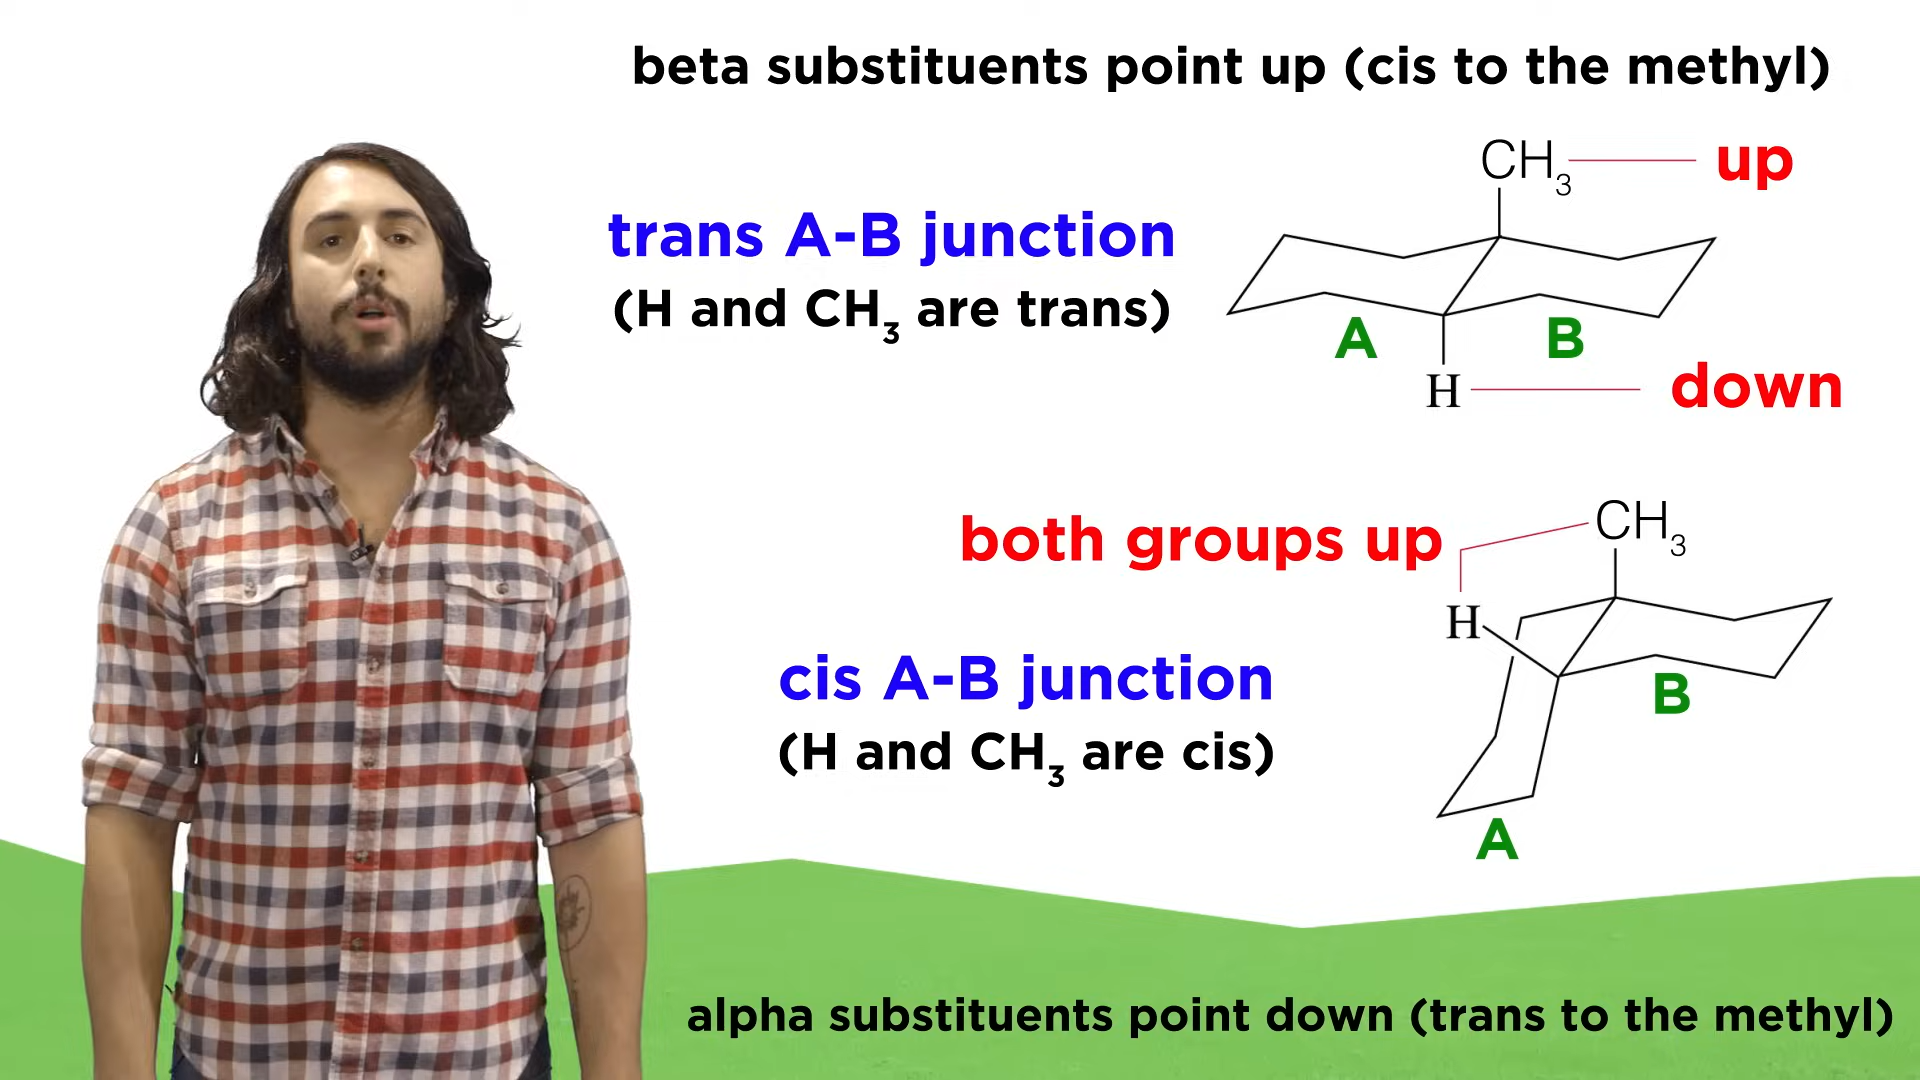 beta substituents point up (cis to the methyl)
CH₃
up
trans A-B junction
(H and CH₃ are trans)
A
B
H
down
both groups up
CH₃
H
cis A-B junction
(H and CH₃ are cis)
B
A
alpha substituents point down (trans to the methyl)